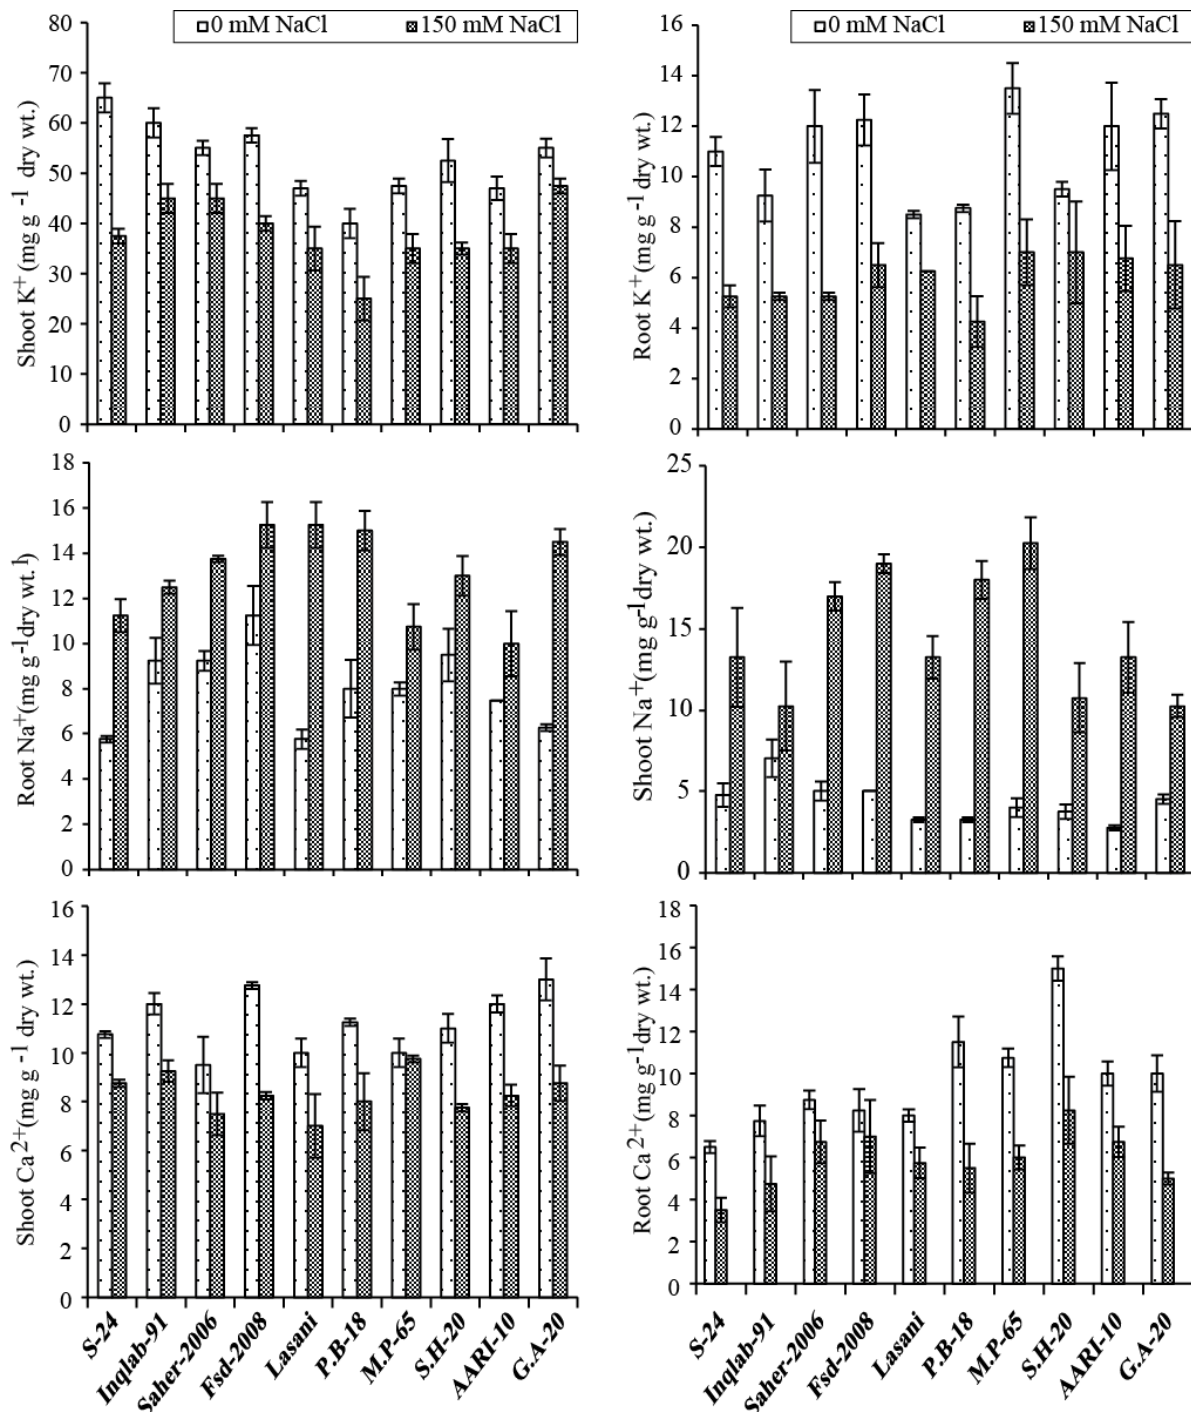 0 mM NaCl 150 mM NaCl
Shoot K+ (mg g-1 dry wt.)
80
70
60
50
40
30
20
10
0
0 mM NaCl 150 mM NaCl
Root K+ (mg g-1 dry wt.)
16
14
12
10
8
6
4
2
0
Root Na+ (mg g-1 dry wt.l)
18
16
14
12
10
8
6
4
2
0
Shoot Na+ (mg g-1 dry wt.)
25
20
15
10
5
0
Shoot Ca2+ (mg g-1 dry wt.)
16
14
12
10
8
6
4
2
0
S-24
Inqlab-91
Saher-2006
Fsd-2008
Lasani
P.B-18
M.P-65
S.H-20
AARI-10
G.A-20
Root Ca2+ (mg g-1 dry wt.)
18
16
14
12
10
8
6
4
2
0
S-24
Inqlab-91
Saher-2006
Fsd-2008
Lasani
P.B-18
M.P-65
S.H-20
AARI-10
G.A-20